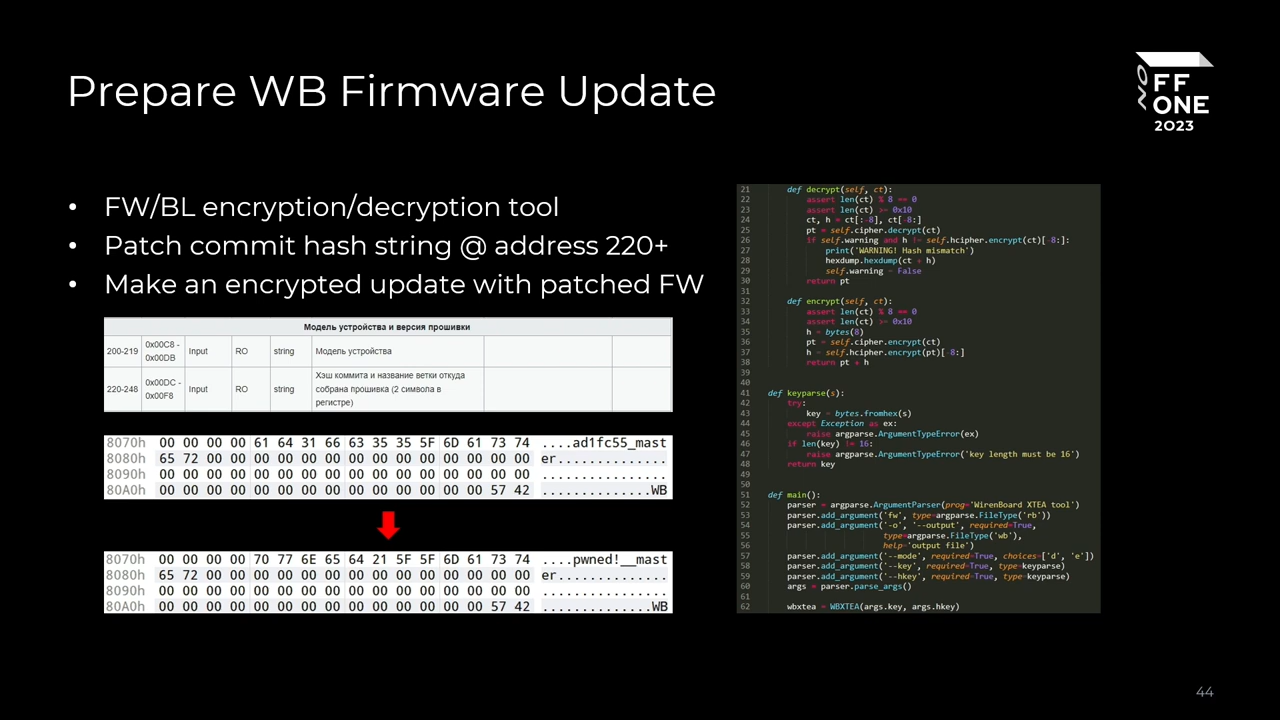 Prepare WB Firmware Update
NO
FF
ONE
2023
• FW/BL encryption/decryption tool
• Patch commit hash string @ address 220+
• Make an encrypted update with patched FW
Модель устройства и версия прошивки
200-219 0x00C8 - 0x00DB Input RO string Модель устройства
220-248 0x00DC - 0x00F8 Input RO string Хэш коммита и название ветки откуда
собрана прошивка (2 символа в
регистре)
8070h 00 00 00 00 61 64 31 66 63 35 35 5F 6D 61 73 74 ....ad1fc55_mast
8080h 65 72 00 00 00 00 00 00 00 00 00 00 00 00 00 00 er..............
8090h 00 00 00 00 00 00 00 00 00 00 00 00 00 00 00 00 ................
80A0h 00 00 00 00 00 00 00 00 00 00 00 00 00 00 57 42 ..............WB
8070h 00 00 00 00 70 77 6E 65 64 21 5F 5F 6D 61 73 74 ....pwned!__mast
8080h 65 72 00 00 00 00 00 00 00 00 00 00 00 00 00 00 er..............
8090h 00 00 00 00 00 00 00 00 00 00 00 00 00 00 00 00 ................
80A0h 00 00 00 00 00 00 00 00 00 00 00 00 00 00 57 42 ..............WB
21 def decrypt(self, ct):
22 assert len(ct) % 8 == 0
23 assert len(ct) >= 0x10
24 ct, h = ct[:-8], ct[-8:]
25 pt = self.cipher.decrypt(ct)
26 if self.warning and h != self.hcipher.encrypt(ct)[-8:]:
27 print('WARNING! Hash mismatch')
28 hexdump.hexdump(ct + h)
29 self.warning = False
30 return pt
31
32 def encrypt(self, ct):
33 assert len(ct) % 8 == 0
34 assert len(ct) >= 0x10
35 h = bytes(8)
36 pt = self.cipher.encrypt(ct)
37 h = self.hcipher.encrypt(pt)[-8:]
38 return pt + h
39
40
41 def keyparse(s):
42 try:
43 key = bytes.fromhex(s)
44 except Exception as ex:
45 raise argparse.ArgumentTypeError(ex)
46 if len(key) != 16:
47 raise argparse.ArgumentTypeError('key length must be 16')
48 return key
49
50
51 def main():
52 parser = argparse.ArgumentParser(prog='WirenBoard XTEA tool')
53 parser.add_argument('fw', type=argparse.FileType('rb'))
54 parser.add_argument('-o', '--output', required=True,
55 type=argparse.FileType('wb'),
56 help='output file')
57 parser.add_argument('--mode', required=True, choices=['d', 'e'])
58 parser.add_argument('--key', required=True, type=keyparse)
59 parser.add_argument('--hkey', required=True, type=keyparse)
60 args = parser.parse_args()
61
62 wbxtea = WBXTEA(args.key, args.hkey)
44